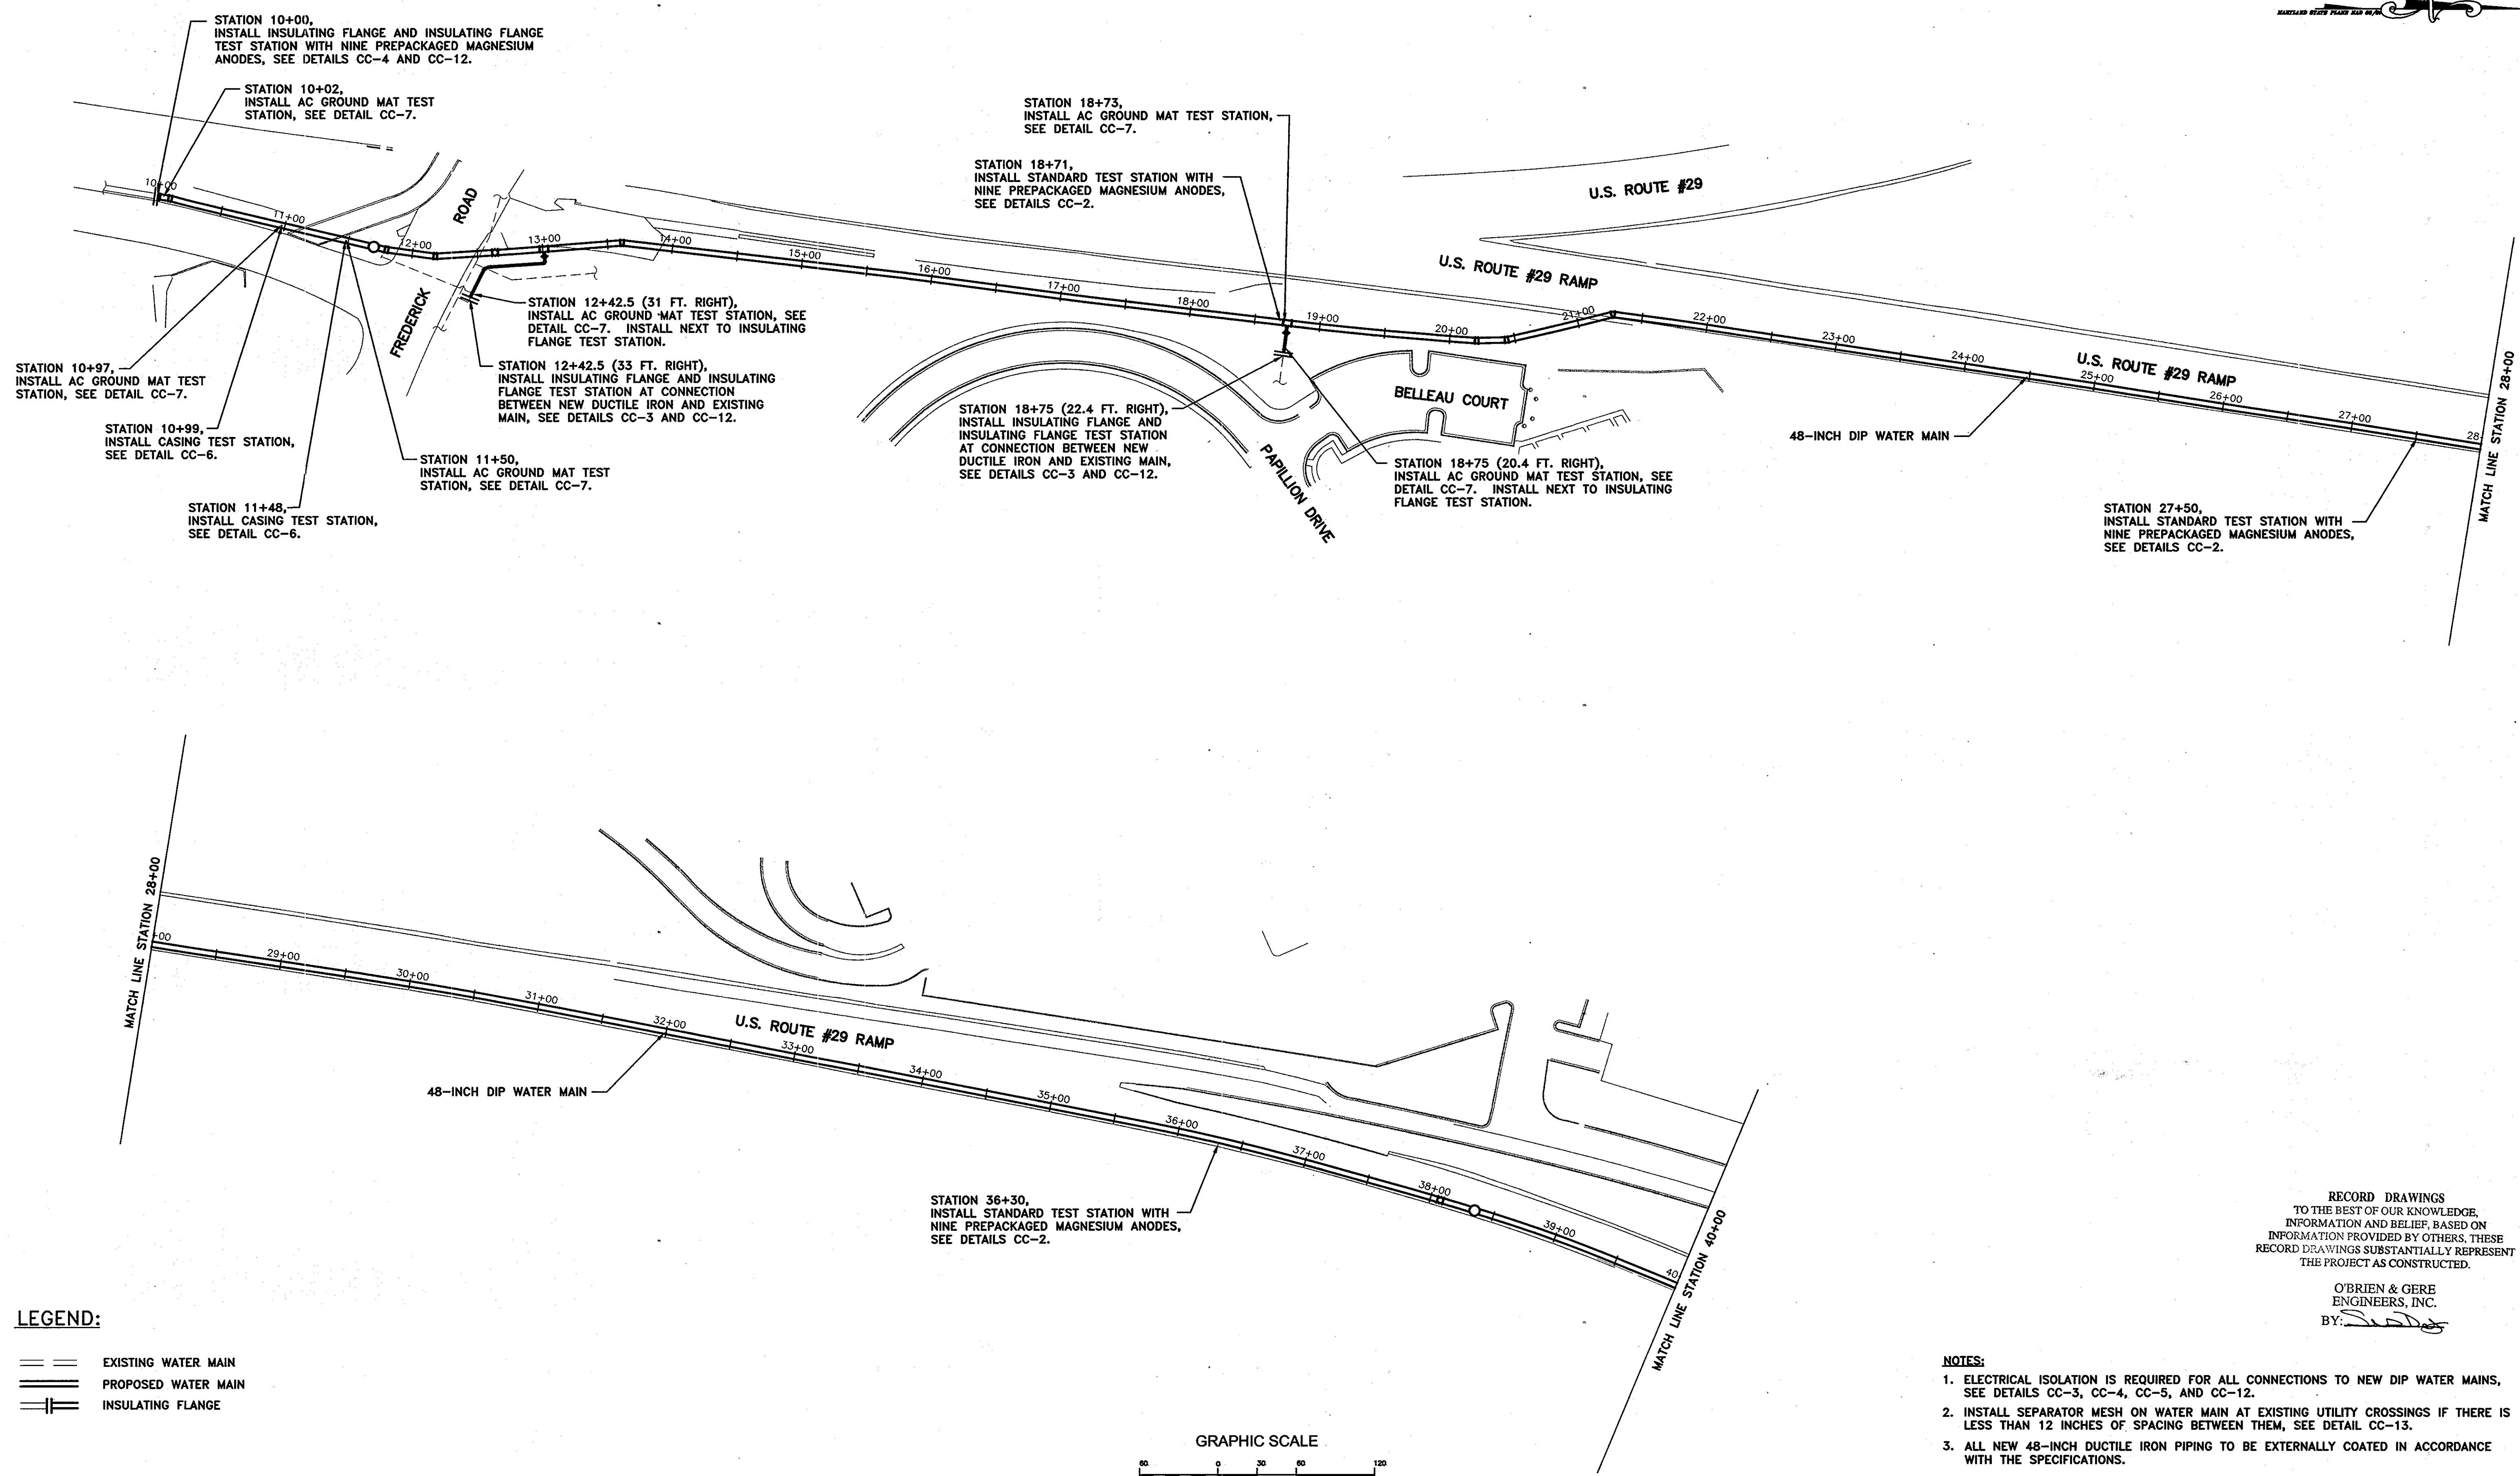 MARYLAND STATE PLANE NAD
STATION 10+00,
INSTALL INSULATING FLANGE AND INSULATING FLANGE
TEST STATION WITH NINE PREPACKAGED MAGNESIUM
ANODES, SEE DETAILS CC-4 AND CC-12.
STATION 10+02,
INSTALL AC GROUND MAT TEST
STATION, SEE DETAIL CC-7.
STATION 18+73,
INSTALL AC GROUND MAT TEST STATION,
SEE DETAIL CC-7.
STATION 18+71,
INSTALL STANDARD TEST STATION WITH
NINE PREPACKAGED MAGNESIUM ANODES,
SEE DETAILS CC-2.
U.S. ROUTE #29
U.S. ROUTE #29 RAMP
U.S. ROUTE #29 RAMP
10+00
11+00
12+00
13+00
14+00
15+00
16+00
17+00
18+00
19+00
20+00
21+00
22+00
23+00
24+00
25+00
26+00
27+00
28
FREDERICK
ROAD
STATION 12+42.5 (31 FT. RIGHT),
INSTALL AC GROUND MAT TEST STATION, SEE
DETAIL CC-7. INSTALL NEXT TO INSULATING
FLANGE TEST STATION.
STATION 12+42.5 (33 FT. RIGHT),
INSTALL INSULATING FLANGE AND INSULATING
FLANGE TEST STATION AT CONNECTION
BETWEEN NEW DUCTILE IRON AND EXISTING
MAIN, SEE DETAILS CC-3 AND CC-12.
STATION 10+97,
INSTALL AC GROUND MAT TEST
STATION, SEE DETAIL CC-7.
STATION 10+99,
INSTALL CASING TEST STATION,
SEE DETAIL CC-6.
STATION 11+50,
INSTALL AC GROUND MAT TEST
STATION, SEE DETAIL CC-7.
STATION 11+48,
INSTALL CASING TEST STATION,
SEE DETAIL CC-6.
STATION 18+75 (22.4 FT. RIGHT),
INSTALL INSULATING FLANGE AND
INSULATING FLANGE TEST STATION
AT CONNECTION BETWEEN NEW
DUCTILE IRON AND EXISTING MAIN,
SEE DETAILS CC-3 AND CC-12.
BELLEAU COURT
PAPILLION DRIVE
STATION 18+75 (20.4 FT. RIGHT),
INSTALL AC GROUND MAT TEST STATION, SEE
DETAIL CC-7. INSTALL NEXT TO INSULATING
FLANGE TEST STATION.
48-INCH DIP WATER MAIN
STATION 27+50,
INSTALL STANDARD TEST STATION WITH
NINE PREPACKAGED MAGNESIUM ANODES,
SEE DETAILS CC-2.
MATCH LINE STATION 28+00
MATCH LINE STATION 28+00
+00
29+00
30+00
31+00
32+00
33+00
34+00
35+00
36+00
37+00
38+00
39+00
40
U.S. ROUTE #29 RAMP
48-INCH DIP WATER MAIN
STATION 36+30,
INSTALL STANDARD TEST STATION WITH
NINE PREPACKAGED MAGNESIUM ANODES,
SEE DETAILS CC-2.
MATCH LINE STATION 40+00
RECORD DRAWINGS
TO THE BEST OF OUR KNOWLEDGE,
INFORMATION AND BELIEF, BASED ON
INFORMATION PROVIDED BY OTHERS, THESE
RECORD DRAWINGS SUBSTANTIALLY REPRESENT
THE PROJECT AS CONSTRUCTED.
O'BRIEN & GERE
ENGINEERS, INC.
BY:
LEGEND:
EXISTING WATER MAIN
PROPOSED WATER MAIN
INSULATING FLANGE
GRAPHIC SCALE
60 0 30 60 120
NOTES:
1. ELECTRICAL ISOLATION IS REQUIRED FOR ALL CONNECTIONS TO NEW DIP WATER MAINS,
SEE DETAILS CC-3, CC-4, CC-5, AND CC-12.
2. INSTALL SEPARATOR MESH ON WATER MAIN AT EXISTING UTILITY CROSSINGS IF THERE IS
LESS THAN 12 INCHES OF SPACING BETWEEN THEM, SEE DETAIL CC-13.
3. ALL NEW 48-INCH DUCTILE IRON PIPING TO BE EXTERNALLY COATED IN ACCORDANCE
WITH THE SPECIFICATIONS.